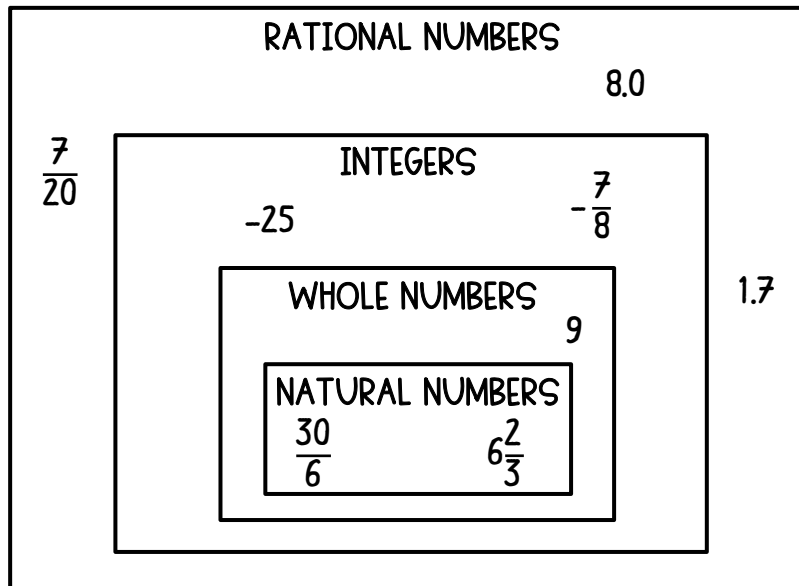 RATIONAL NUMBERS
8.0
7/20
INTEGERS
-25
-7/8
1.7
WHOLE NUMBERS
9
NATURAL NUMBERS
30/6
6 2/3